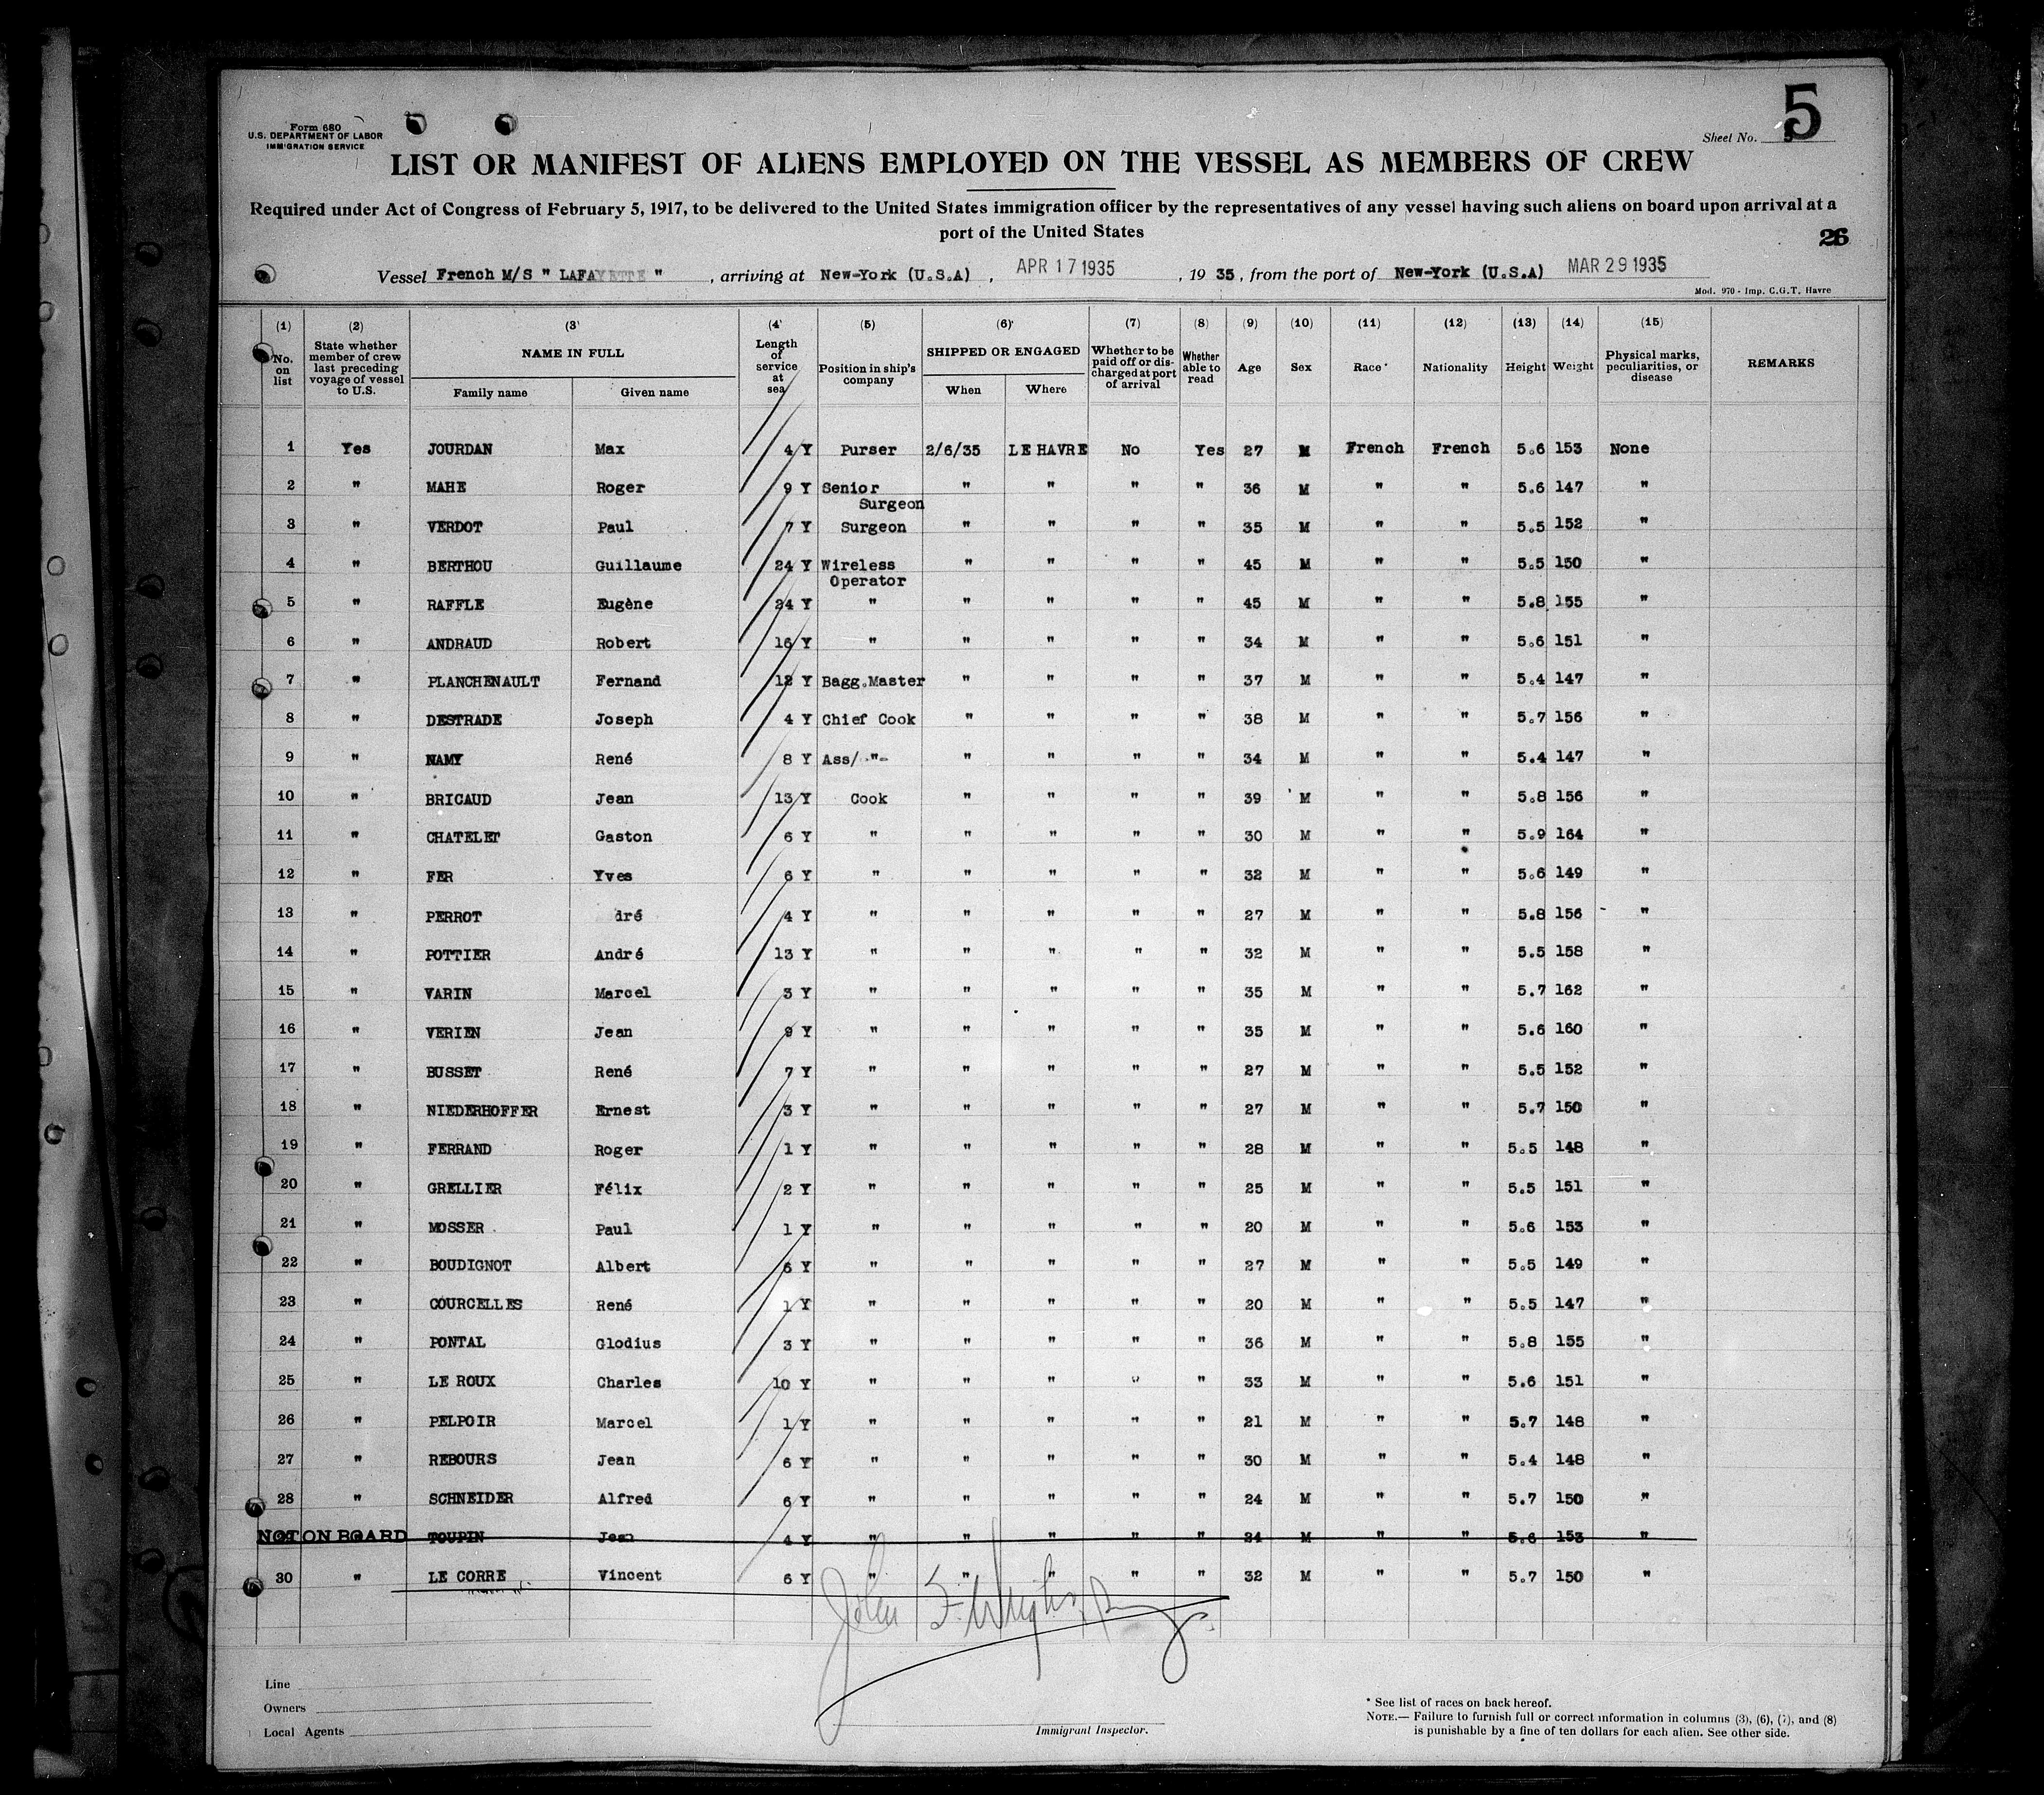 Form 680
U.S. DEPARTMENT OF LABOR
IMMIGRATION SERVICE
Sheet No. 5
LIST OR MANIFEST OF ALIENS EMPLOYED ON THE VESSEL AS MEMBERS OF CREW
Required under Act of Congress of February 5, 1917, to be delivered to the United States immigration officer by the representatives of any vessel having such aliens on board upon arrival at a
port of the United States
26
Vessel French M/S " LAFAYETTE " , arriving at New-York (U.S.A) , APR 17 1935 , 19 35 , from the port of New-York (U.S.A) MAR 29 1935
Mod. 970 - Imp. C.G.T. Havre
(1) No. on list (2) State whether member of crew last preceding voyage of vessel to U.S. (3) NAME IN FULL Family name Given name (4) Length of service at sea (5) Position in ship's company (6) SHIPPED OR ENGAGED When Where (7) Whether to be paid off or discharged at port of arrival (8) Whether able to read (9) Age (10) Sex (11) Race* (12) Nationality (13) Height (14) Weight (15) Physical marks, peculiarities, or disease REMARKS
1 Yes JOURDAN Max 4 Y Purser 2/6/35 LE HAVRE No Yes 27 M French French 5.6 153 None
2 " MAHE Roger 9 Y Senior Surgeon " " " " 36 M " " 5.6 147 "
3 " VERDOT Paul 7 Y Surgeon " " " " 35 M " " 5.5 152 "
4 " BERTHOU Guillaume 24 Y Wireless Operator " " " " 45 M " " 5.5 150 "
5 " RAFFLE Eugène 24 Y " " " " " 45 M " " 5.8 155 "
6 " ANDRAUD Robert 16 Y " " " " " 34 M " " 5.6 151 "
7 " PLANCHENAULT Fernand 12 Y Bagg.Master " " " " 37 M " " 5.4 147 "
8 " DESTRADE Joseph 4 Y Chief Cook " " " " 38 M " " 5.7 156 "
9 " NAMY René 8 Y Ass/ -"- " " " " 34 M " " 5.4 147 "
10 " BRICAUD Jean 13 Y Cook " " " " 39 M " " 5.8 156 "
11 " CHATELET Gaston 6 Y " " " " " 30 M " " 5.9 164 "
12 " FER Yves 6 Y " " " " " 32 M " " 5.6 149 "
13 " PERROT dré 4 Y " " " " " 27 M " " 5.8 156 "
14 " POTTIER André 13 Y " " " " " 32 M " " 5.5 158 "
15 " VARIN Marcel 3 Y " " " " " 35 M " " 5.7 162 "
16 " VERIEN Jean 9 Y " " " " " 35 M " " 5.6 160 "
17 " BUSSET René 7 Y " " " " " 27 M " " 5.5 152 "
18 " NIEDERHOFFER Ernest 3 Y " " " " " 27 M " " 5.7 150 "
19 " FERRAND Roger 1 Y " " " " " 28 M " " 5.5 148 "
20 " GRELLIER Félix 2 Y " " " " " 25 M " " 5.5 151 "
21 " MOSSER Paul 1 Y " " " " " 20 M " " 5.6 153 "
22 " BOUDIGNOT Albert 6 Y " " " " " 27 M " " 5.5 149 "
23 " COURCELLES René 1 Y " " " " " 20 M " " 5.5 147 "
24 " PONTAL Clodius 3 Y " " " " " 36 M " " 5.8 155 "
25 " LE ROUX Charles 10 Y " " " " " 33 M " " 5.6 151 "
26 " PELPOIR Marcel 1 Y " " " " " 21 M " " 5.7 148 "
27 " REBOURS Jean 6 Y " " " " " 30 M " " 5.4 148 "
28 " SCHNEIDER Alfred 6 Y " " " " " 24 M " " 5.7 150 "
NOT ON BOARD TOUPIN Jean 4 Y " " " " " 24 M " " 5.6 153 "
30 " LE CORRE Vincent 6 Y " " " " " 32 M " " 5.7 150 "
John F.
Line
Owners
Local Agents
Immigrant Inspector.
* See list of races on back hereof.
NOTE.— Failure to furnish full or correct information in columns (3), (6), (7), and (8)
is punishable by a fine of ten dollars for each alien. See other side.